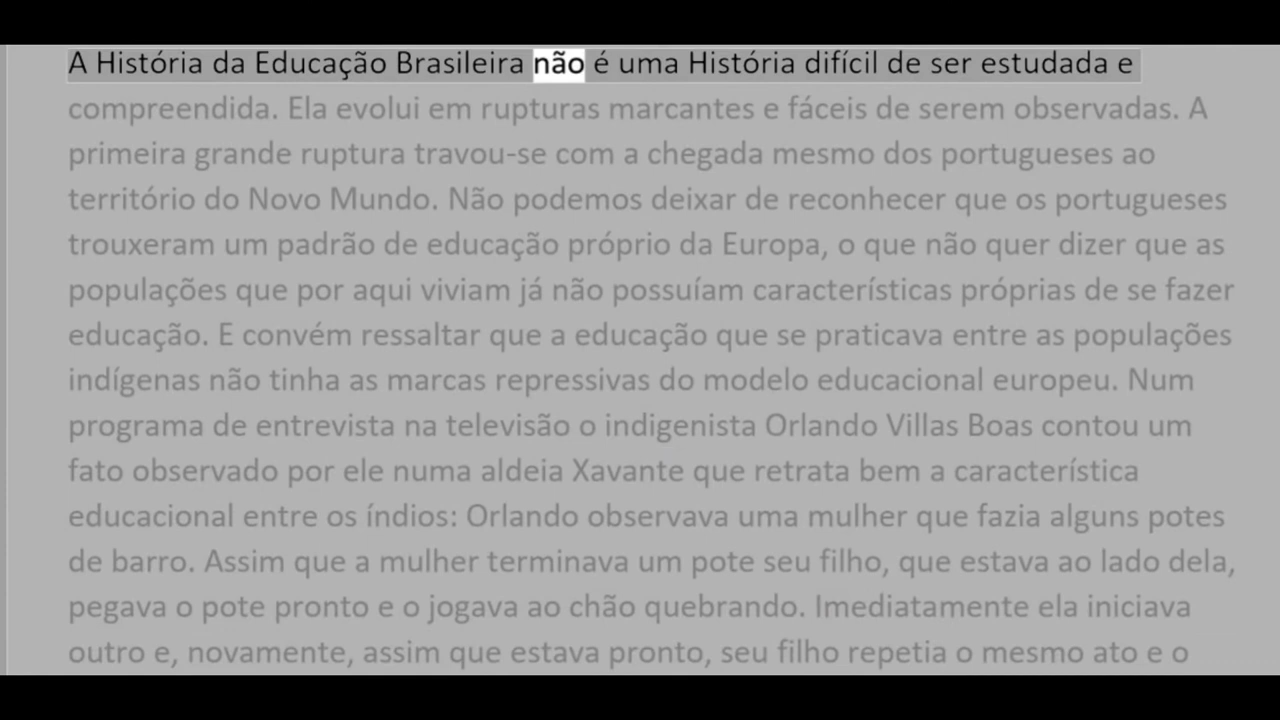 A História da Educação Brasileira não é uma História difícil de ser estudada e
compreendida. Ela evolui em rupturas marcantes e fáceis de serem observadas. A
primeira grande ruptura travou-se com a chegada mesmo dos portugueses ao
território do Novo Mundo. Não podemos deixar de reconhecer que os portugueses
trouxeram um padrão de educação próprio da Europa, o que não quer dizer que as
populações que por aqui viviam já não possuíam características próprias de se fazer
educação. E convém ressaltar que a educação que se praticava entre as populações
indígenas não tinha as marcas repressivas do modelo educacional europeu. Num
programa de entrevista na televisão o indigenista Orlando Villas Boas contou um
fato observado por ele numa aldeia Xavante que retrata bem a característica
educacional entre os índios: Orlando observava uma mulher que fazia alguns potes
de barro. Assim que a mulher terminava um pote seu filho, que estava ao lado dela,
pegava o pote pronto e o jogava ao chão quebrando. Imediatamente ela iniciava
outro e, novamente, assim que estava pronto, seu filho repetia o mesmo ato e o